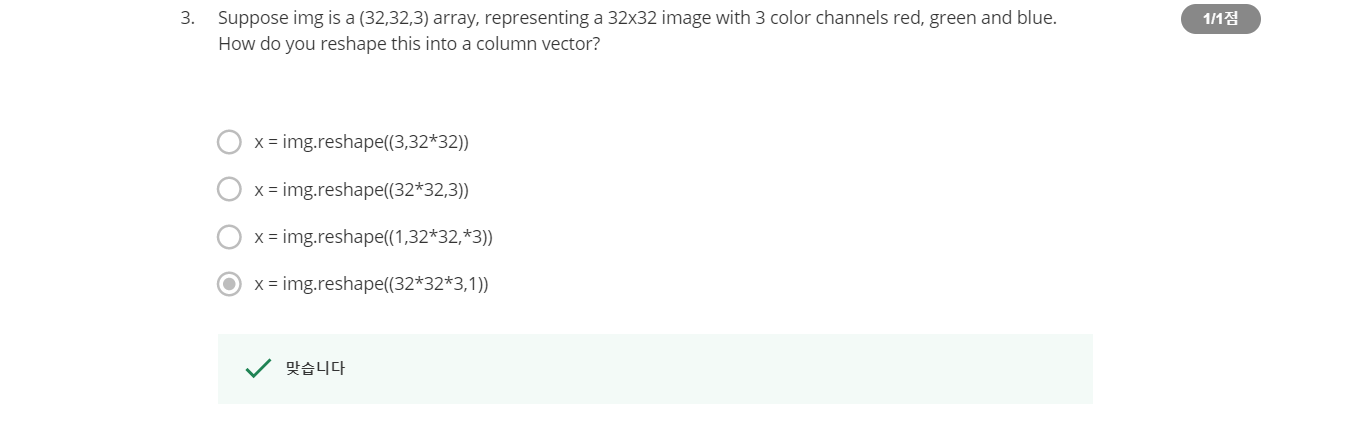 3. Suppose img is a (32,32,3) array, representing a 32x32 image with 3 color channels red, green and blue.
1/1점
How do you reshape this into a column vector?
x = img.reshape((3,32*32))
x = img.reshape((32*32,3))
x = img.reshape((1,32*32,*3))
x = img.reshape((32*32*3,1))
맞습니다